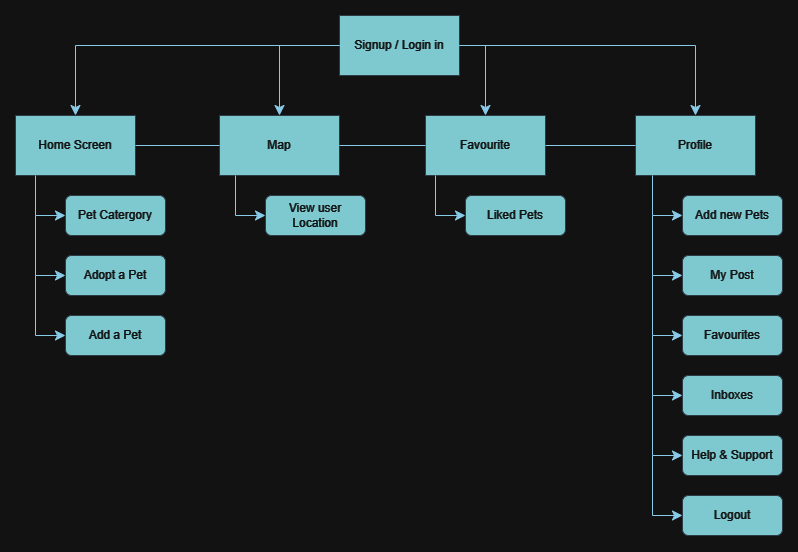 Signup / Login in
Home Screen
Map
Favourite
Profile
Pet Catergory
Adopt a Pet
Add a Pet
View user
Location
Liked Pets
Add new Pets
My Post
Favourites
Inboxes
Help & Support
Logout